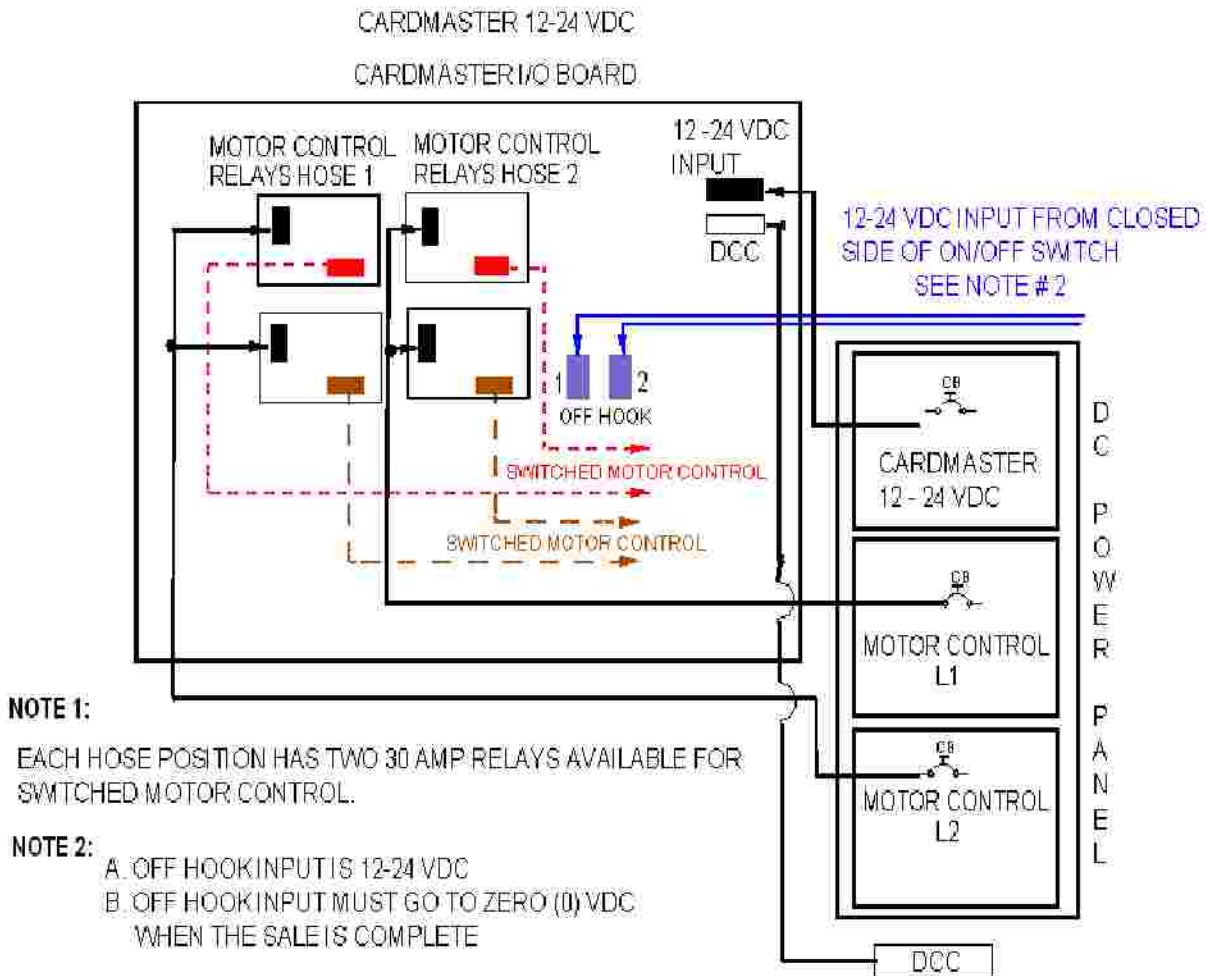 CARDMASTER 12-24 VDC
CARDMASTER I/O BOARD
MOTOR CONTROL
RELAYS HOSE 1
MOTOR CONTROL
RELAYS HOSE 2
12 -24 VDC
INPUT
DCC
12-24 VDC INPUT FROM CLOSED
SIDE OF ON/OFF SWITCH
SEE NOTE # 2
1
2
OFF HOOK
SWITCHED MOTOR CONTROL
SWITCHED MOTOR CONTROL
CB
CARDMASTER
12 - 24 VDC
CB
MOTOR CONTROL
L1
CB
MOTOR CONTROL
L2
DC POWER PANEL
NOTE 1:
EACH HOSE POSITION HAS TWO 30 AMP RELAYS AVAILABLE FOR
SWITCHED MOTOR CONTROL.
NOTE 2:
A. OFF HOOK INPUT IS 12-24 VDC
B. OFF HOOK INPUT MUST GO TO ZERO (0) VDC
WHEN THE SALE IS COMPLETE
DCC